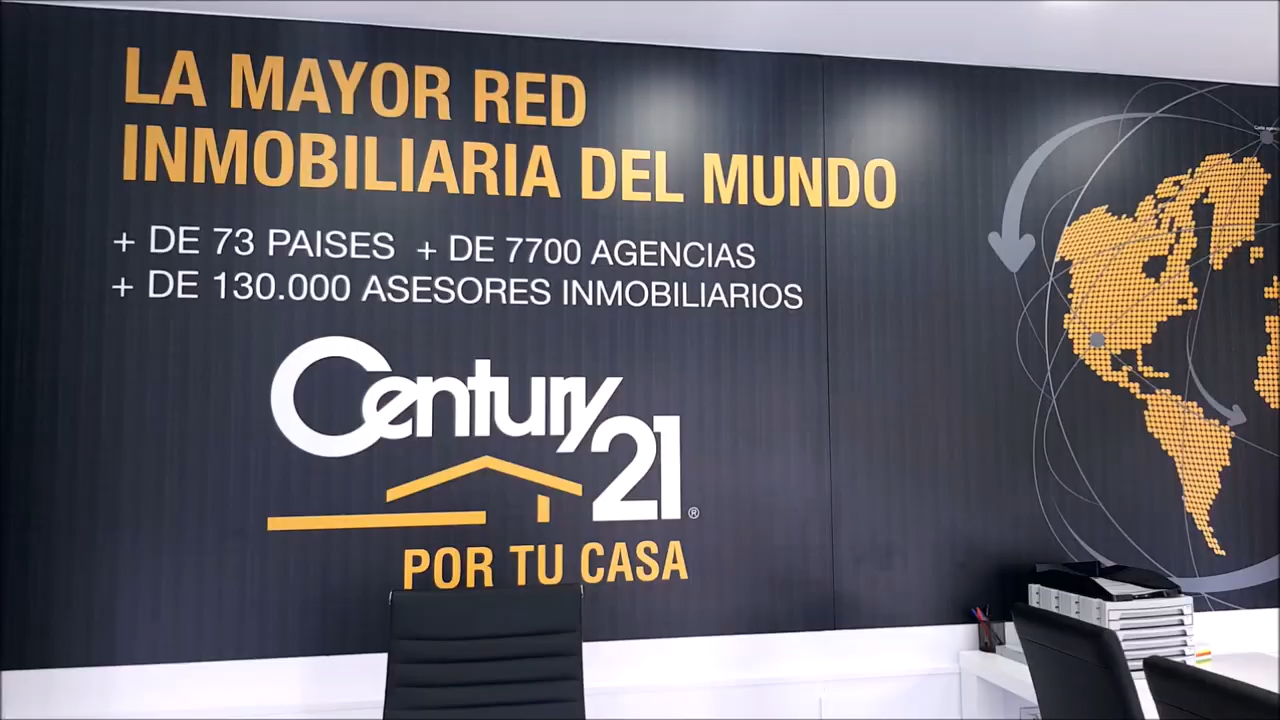 LA MAYOR RED
INMOBILIARIA DEL MUNDO
+ DE 73 PAISES + DE 7700 AGENCIAS
+ DE 130.000 ASESORES INMOBILIARIOS
Century
21®
POR TU CASA